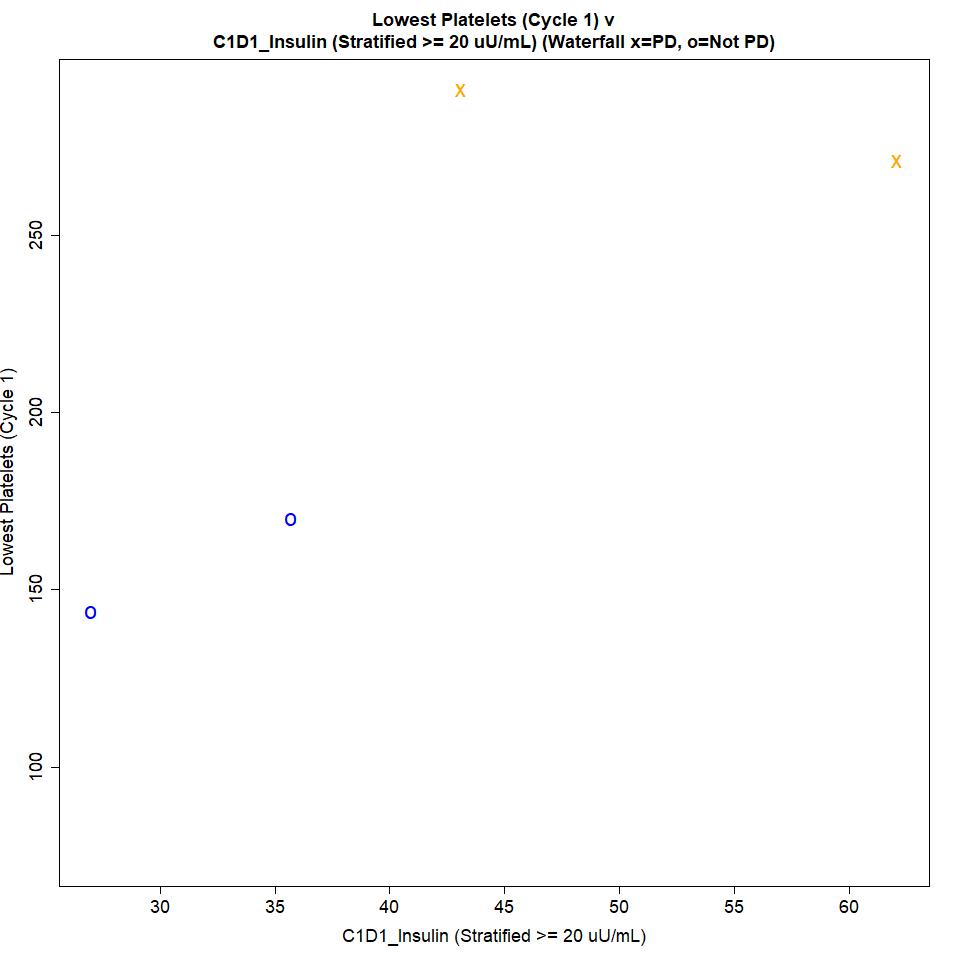 Lowest Platelets (Cycle 1) v
C1D1_Insulin (Stratified >= 20 uU/mL) (Waterfall x=PD, o=Not PD)
X
X
250
200
Lowest Platelets (Cycle 1)
O
150
O
100
30 35 40 45 50 55 60
C1D1_Insulin (Stratified >= 20 uU/mL)